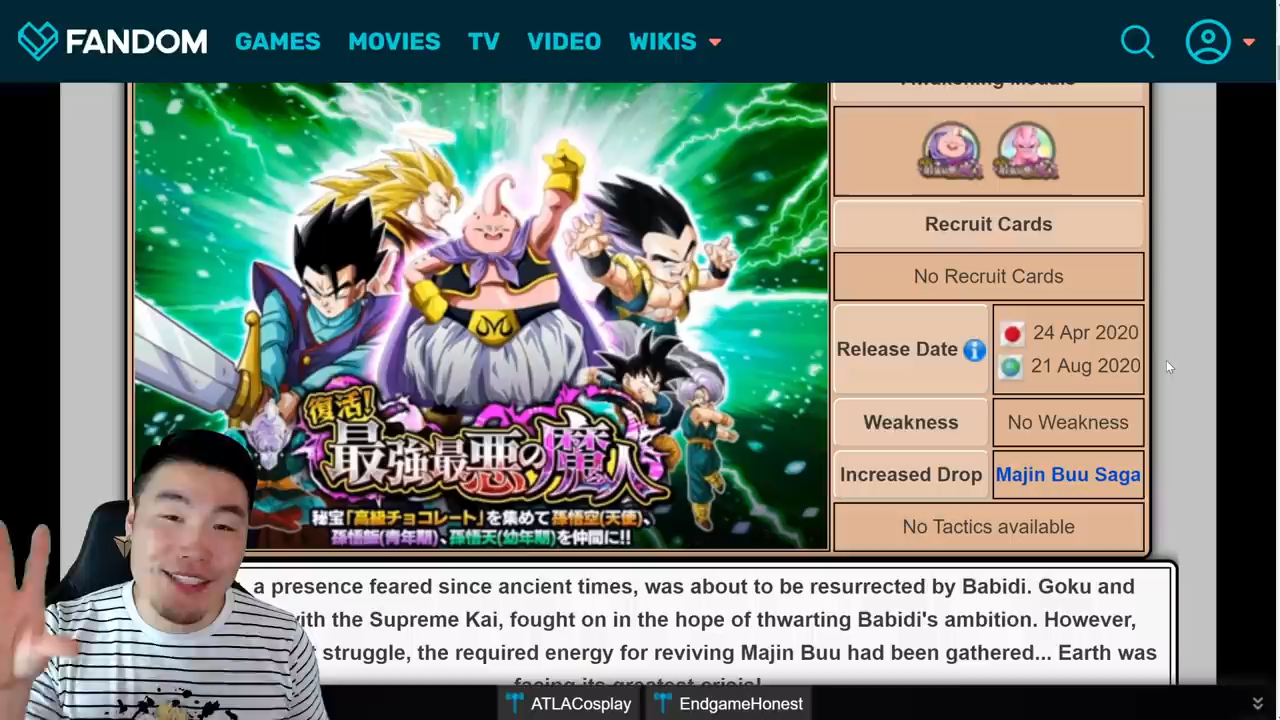 FANDOM GAMES MOVIES TV VIDEO WIKIS
Awakening Medals
Recruit Cards
No Recruit Cards
Release Date 24 Apr 2020
21 Aug 2020
Weakness No Weakness
Increased Drop Majin Buu Saga
No Tactics available
復活!
最強最悪の魔人
秘宝「高級チョコレート」を集めて孫悟空(天使)、
孫悟飯(青年期)、孫悟天(幼年期)を仲間に!!
a presence feared since ancient times, was about to be resurrected by Babidi. Goku and
with the Supreme Kai, fought on in the hope of thwarting Babidi's ambition. However,
struggle, the required energy for reviving Majin Buu had been gathered... Earth was
facing its greatest crisis!
ATLACosplay EndgameHonest